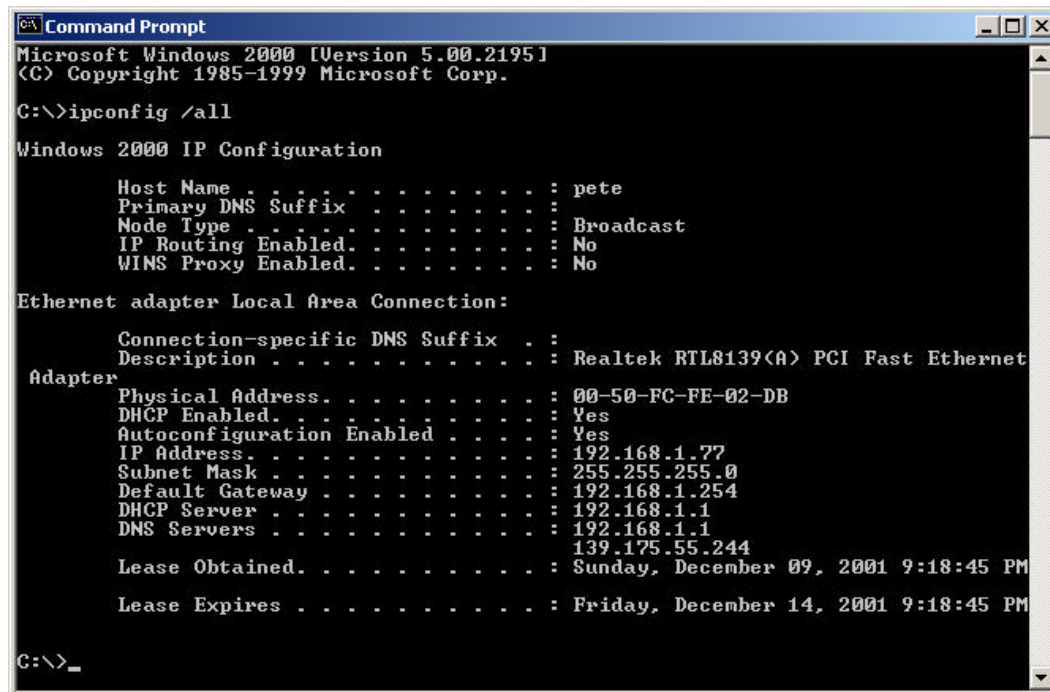 Command Prompt
Microsoft Windows 2000 [Version 5.00.2195]
(C) Copyright 1985-1999 Microsoft Corp.
C:\>ipconfig /all
Windows 2000 IP Configuration
Host Name . . . . . . . . . . . . : pete
Primary DNS Suffix  . . . . . . . :
Node Type . . . . . . . . . . . . : Broadcast
IP Routing Enabled. . . . . . . . : No
WINS Proxy Enabled. . . . . . . . : No
Ethernet adapter Local Area Connection:
Connection-specific DNS Suffix  . :
Description . . . . . . . . . . . : Realtek RTL8139(A) PCI Fast Ethernet
Adapter
Physical Address. . . . . . . . . : 00-50-FC-FE-02-DB
DHCP Enabled. . . . . . . . . . . : Yes
Autoconfiguration Enabled . . . . : Yes
IP Address. . . . . . . . . . . . : 192.168.1.77
Subnet Mask . . . . . . . . . . . : 255.255.255.0
Default Gateway . . . . . . . . . : 192.168.1.254
DHCP Server . . . . . . . . . . . : 192.168.1.1
DNS Servers . . . . . . . . . . . : 192.168.1.1
139.175.55.244
Lease Obtained. . . . . . . . . . : Sunday, December 09, 2001 9:18:45 PM
Lease Expires . . . . . . . . . . : Friday, December 14, 2001 9:18:45 PM
C:\>_